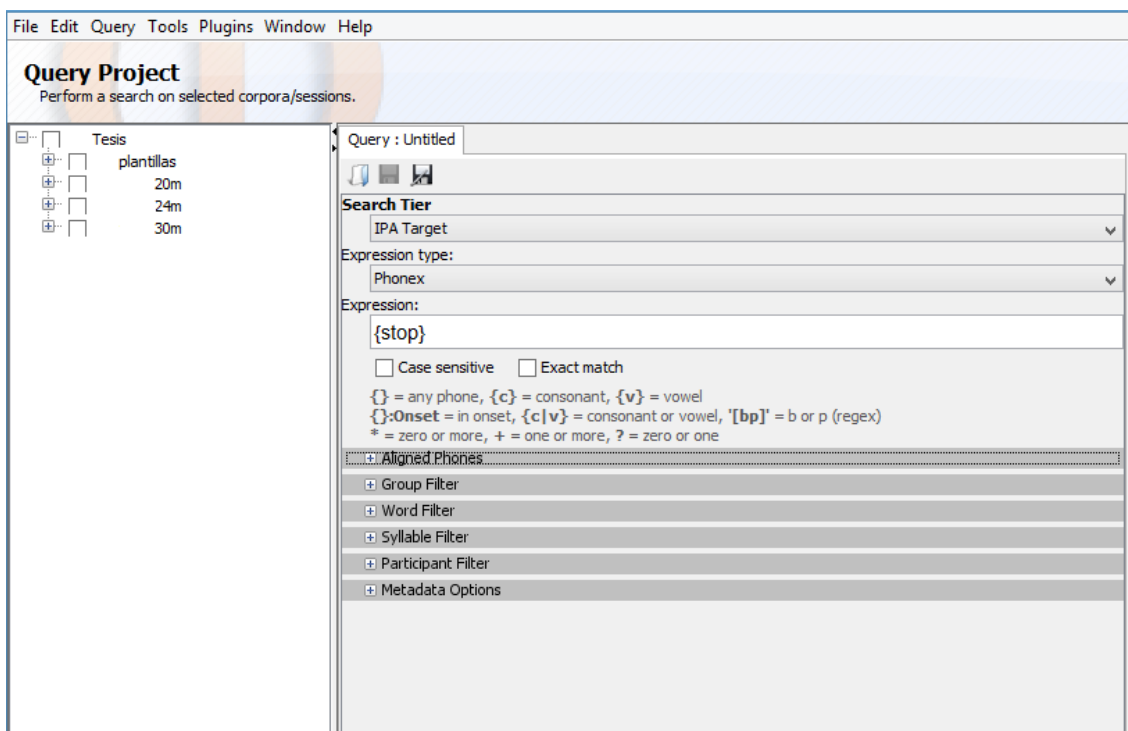 File Edit Query Tools Plugins Window Help
Query Project
Perform a search on selected corpora/sessions.
Tesis
plantillas
20m
24m
30m
Query : Untitled
Search Tier
IPA Target
Expression type:
Phonex
Expression:
{stop}
Case sensitive Exact match
{} = any phone, {c} = consonant, {v} = vowel
{}:Onset = in onset, {c|v} = consonant or vowel, '[bp]' = b or p (regex)
* = zero or more, + = one or more, ? = zero or one
Aligned Phones
Group Filter
Word Filter
Syllable Filter
Participant Filter
Metadata Options